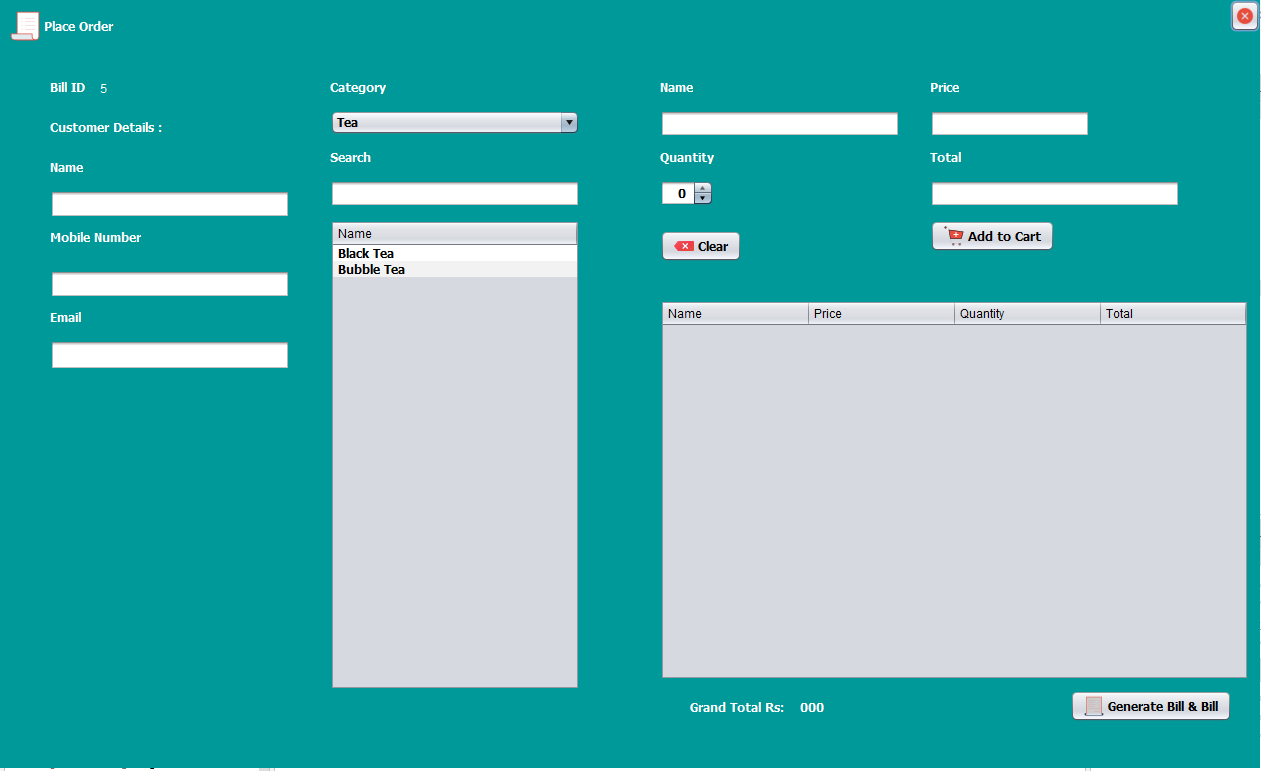 Place Order
Bill ID 5
Customer Details :
Name
Mobile Number
Email
Category
Tea
Search
Name
Black Tea
Bubble Tea
Name
Price
Quantity
Total
0
Clear
Add to Cart
Name Price Quantity Total
Grand Total Rs: 000
Generate Bill & Bill